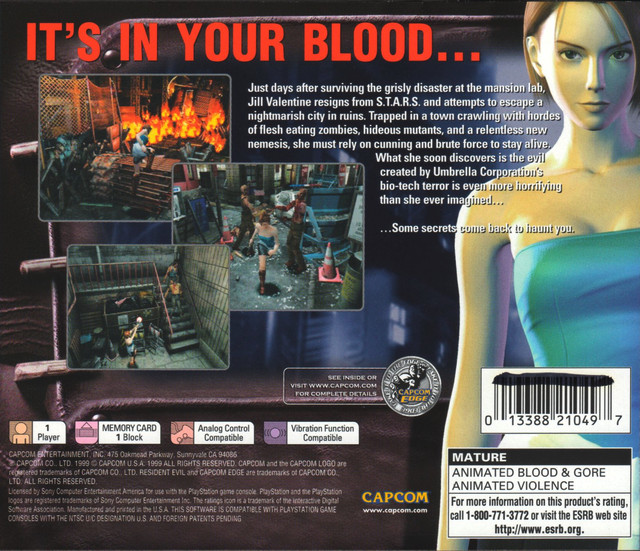 IT'S IN YOUR BLOOD...
Just days after surviving the grisly disaster at the mansion lab,
Jill Valentine resigns from S.T.A.R.S. and attempts to escape a
nightmarish city in ruins. Trapped in a town crawling with hordes
of flesh eating zombies, hideous mutants, and a relentless new
nemesis, she must rely on cunning and brute force to stay alive.
What she soon discovers is the evil
created by Umbrella Corporation's
bio-tech terror is even more horrifying
than she ever imagined...
...Some secrets come back to haunt you.
SEE INSIDE OR
VISIT WWW.CAPCOM.COM
FOR COMPLETE DETAILS
CAPCOM
EDGE
0 13388 21049 7
1
Player
MEMORY CARD
1 Block
Analog Control
Compatible
Vibration Function
Compatible
CAPCOM ENTERTAINMENT, INC. 475 Oakmead Parkway, Sunnyvale CA 94086
© CAPCOM CO., LTD. 1999 © CAPCOM U.S.A. 1999 ALL RIGHTS RESERVED. CAPCOM and the CAPCOM LOGO are
registered trademarks of CAPCOM CO., LTD. RESIDENT EVIL and CAPCOM EDGE are trademarks of CAPCOM CO.,
LTD. ALL RIGHTS RESERVED.
Licensed by Sony Computer Entertainment America for use with the PlayStation game console. PlayStation and the PlayStation
logos are registered trademarks of Sony Computer Entertainment Inc. The ratings icon is a trademark of the Interactive Digital
Software Association. Manufactured and printed in the U.S.A. THIS SOFTWARE IS COMPATIBLE WITH PLAYSTATION GAME
CONSOLES WITH THE NTSC U/C DESIGNATION. U.S. AND FOREIGN PATENTS PENDING
CAPCOM
www.capcom.com
MATURE
ANIMATED BLOOD & GORE
ANIMATED VIOLENCE
For more information on this product's rating,
call 1-800-771-3772 or visit the ESRB web site
http://www.esrb.org.